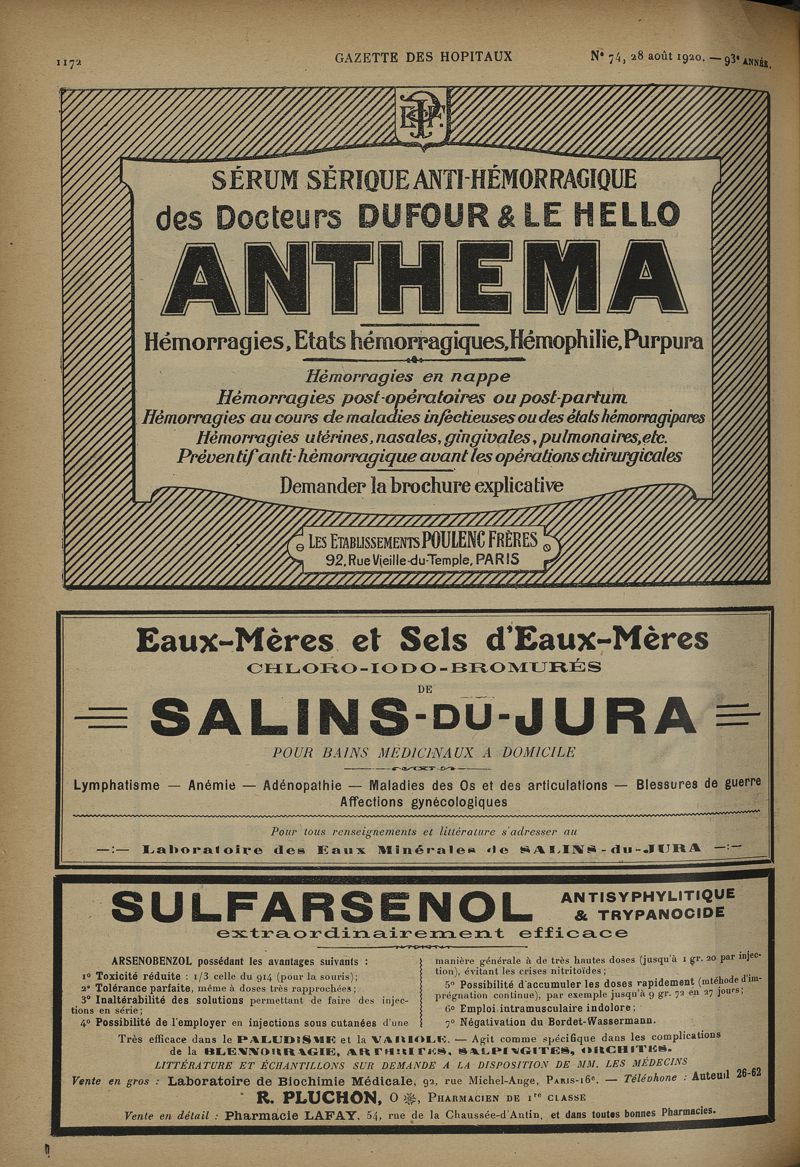 1172
GAZETTE DES HOPITAUX
N° 74, 28 août 1920. — 93e ANNÉE.
SÉRUM SÉRIQUE ANTI-HÉMORRAGIQUE
des Docteurs DUFOUR & LE HELLO
ANTHEMA
Hémorragies, Etats hémorragiques, Hémophilie, Purpura
Hémorragies en nappe
Hémorragies post-opératoires ou post-partum
Hémorragies au cours de maladies infectieuses ou des états hémorragipares
Hémorragies utérines, nasales, gingivales, pulmonaires, etc.
Préventif anti-hémorragique avant les opérations chirurgicales
Demander la brochure explicative
LES ETABLISSEMENTS POULENC FRÈRES
92, Rue Vieille-du-Temple, PARIS
Eaux-Mères et Sels d'Eaux-Mères
CHLORO-IODO-BROMURÉS
DE
SALINS-DU-JURA
POUR BAINS MÉDICINAUX A DOMICILE
Lymphatisme — Anémie — Adénopathie — Maladies des Os et des articulations — Blessures de guerre
Affections gynécologiques
Pour tous renseignements et littérature s'adresser au
—:— Laboratoire des Eaux Minérales de SALINS-du-JURA —:—
SULFARSENOL
ANTISYPHYLITIQUE
& TRYPANOCIDE
extraordinairement efficace
ARSENOBENZOL possédant les avantages suivants :
1° Toxicité réduite : 1/3 celle du 914 (pour la souris);
2° Tolérance parfaite, même à doses très rapprochées;
3° Inaltérabilité des solutions permettant de faire des injec-
tions en série;
4° Possibilité de l'employer en injections sous cutanées d'une
manière générale à de très hautes doses (jusqu'à 1 gr. 20 par injec-
tion), évitant les crises nitritoïdes;
5° Possibilité d'accumuler les doses rapidement (mtéhode d'im-
prégnation continue), par exemple jusqu'à 9 gr. 72 en 27 jours;
6° Emploi intramusculaire indolore;
7° Négativation du Bordet-Wassermann.
Très efficace dans le PALUDISME et la VARIOLE. — Agit comme spécifique dans les complications
de la BLENNORRAGIE, ARTHRITES, SALPINGITES, ORCHITES.
LITTÉRATURE ET ÉCHANTILLONS SUR DEMANDE A LA DISPOSITION DE MM. LES MÉDECINS
Vente en gros : Laboratoire de Biochimie Médicale, 92, rue Michel-Ange, PARIS-16e. — Téléphone : Auteuil 26-62
R. PLUCHON, O ✻, PHARMACIEN DE 1re CLASSE
Vente en détail : Pharmacie LAFAY, 54, rue de la Chaussée-d'Antin, et dans toutes bonnes Pharmacies.